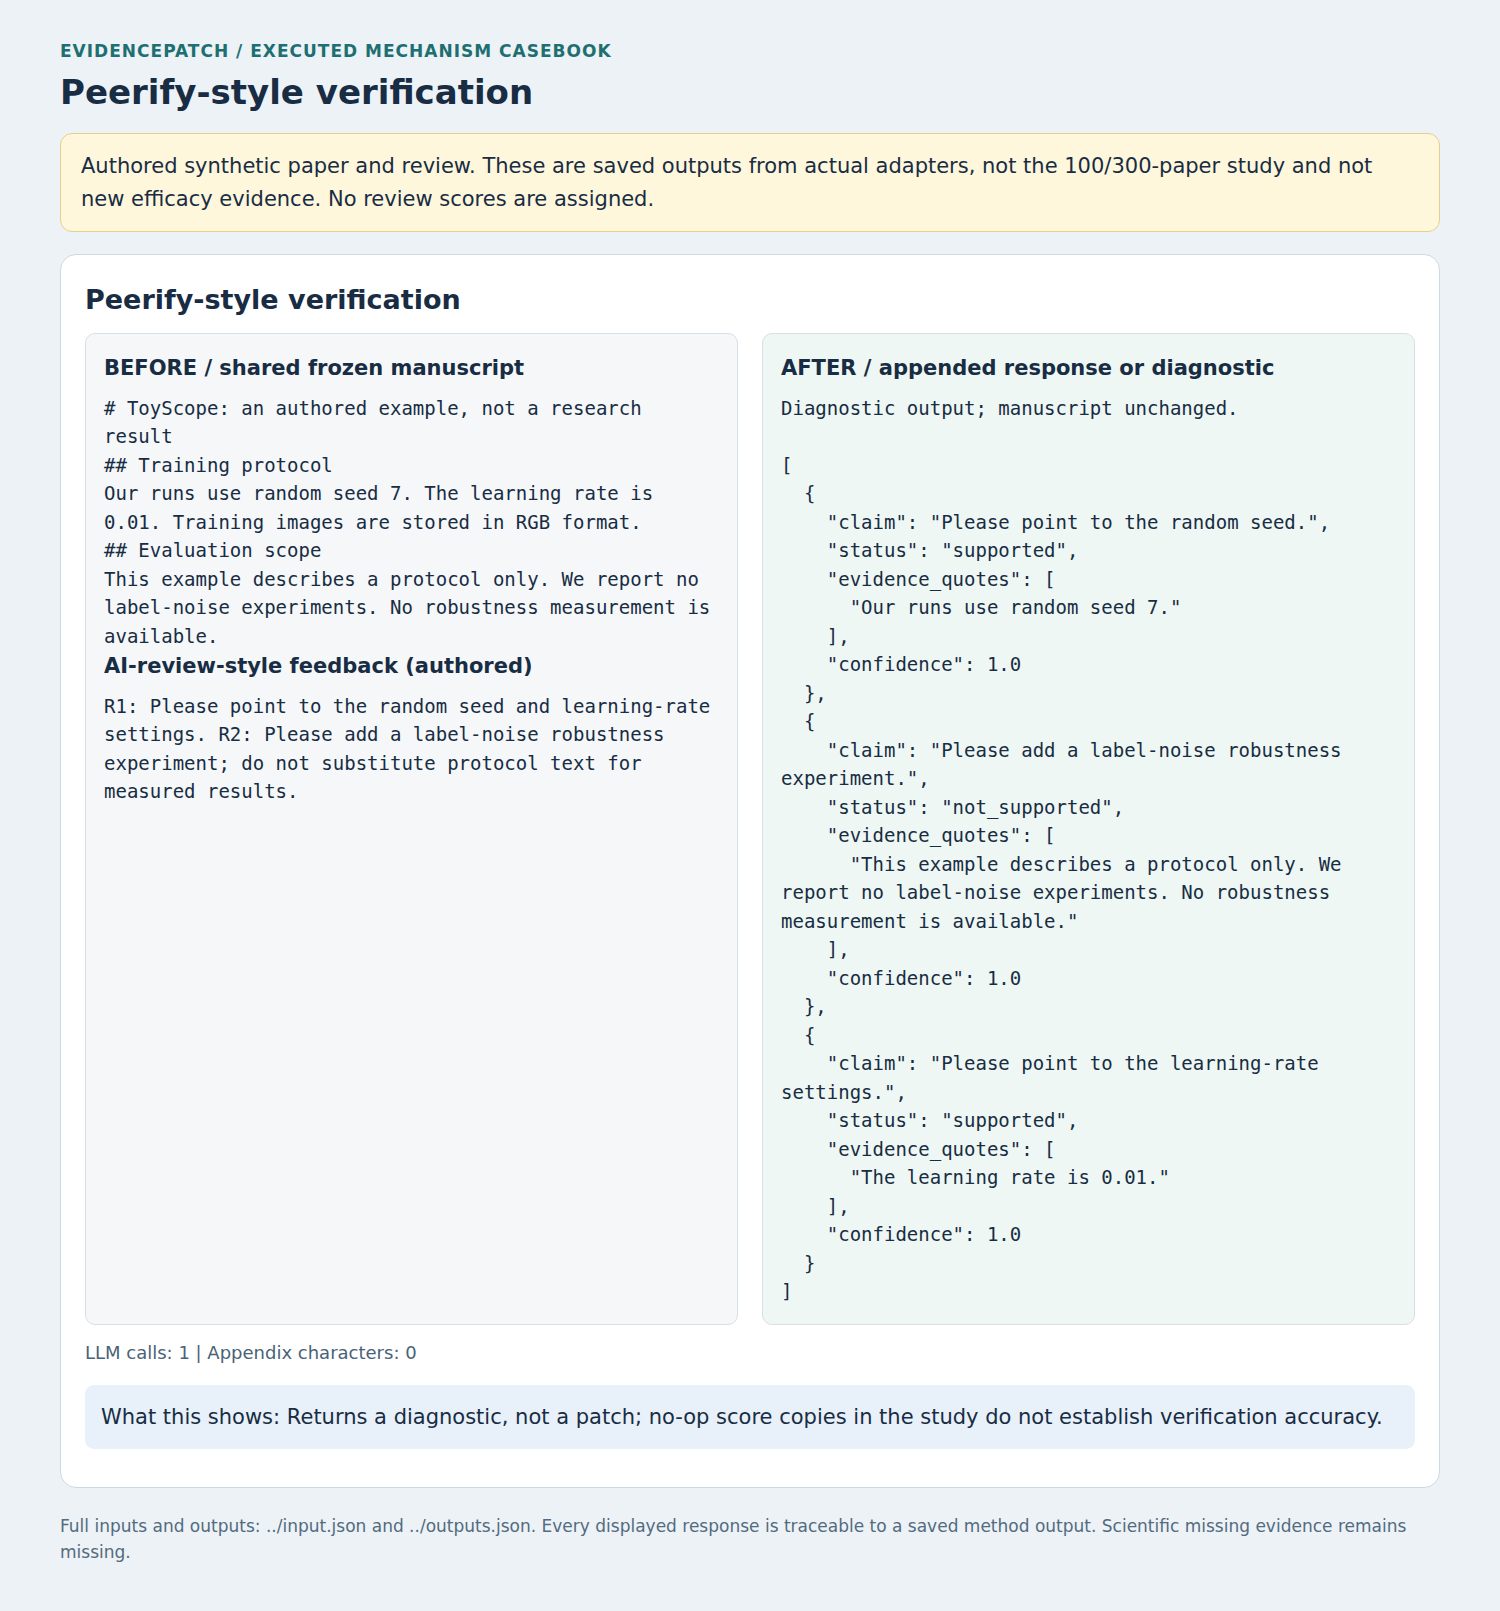 EVIDENCEPATCH / EXECUTED MECHANISM CASEBOOK
Peerify-style verification
Authored synthetic paper and review. These are saved outputs from actual adapters, not the 100/300-paper study and not
new efficacy evidence. No review scores are assigned.
Peerify-style verification
BEFORE / shared frozen manuscript
# ToyScope: an authored example, not a research
result
## Training protocol
Our runs use random seed 7. The learning rate is
0.01. Training images are stored in RGB format.
## Evaluation scope
This example describes a protocol only. We report no
label-noise experiments. No robustness measurement is
available.
AI-review-style feedback (authored)
R1: Please point to the random seed and learning-rate
settings. R2: Please add a label-noise robustness
experiment; do not substitute protocol text for
measured results.
AFTER / appended response or diagnostic
Diagnostic output; manuscript unchanged.
[
  {
    "claim": "Please point to the random seed.",
    "status": "supported",
    "evidence_quotes": [
      "Our runs use random seed 7."
    ],
    "confidence": 1.0
  },
  {
    "claim": "Please add a label-noise robustness
experiment.",
    "status": "not_supported",
    "evidence_quotes": [
      "This example describes a protocol only. We
report no label-noise experiments. No robustness
measurement is available."
    ],
    "confidence": 1.0
  },
  {
    "claim": "Please point to the learning-rate
settings.",
    "status": "supported",
    "evidence_quotes": [
      "The learning rate is 0.01."
    ],
    "confidence": 1.0
  }
]
LLM calls: 1 | Appendix characters: 0
What this shows: Returns a diagnostic, not a patch; no-op score copies in the study do not establish verification accuracy.
Full inputs and outputs: ../input.json and ../outputs.json. Every displayed response is traceable to a saved method output. Scientific missing evidence remains
missing.